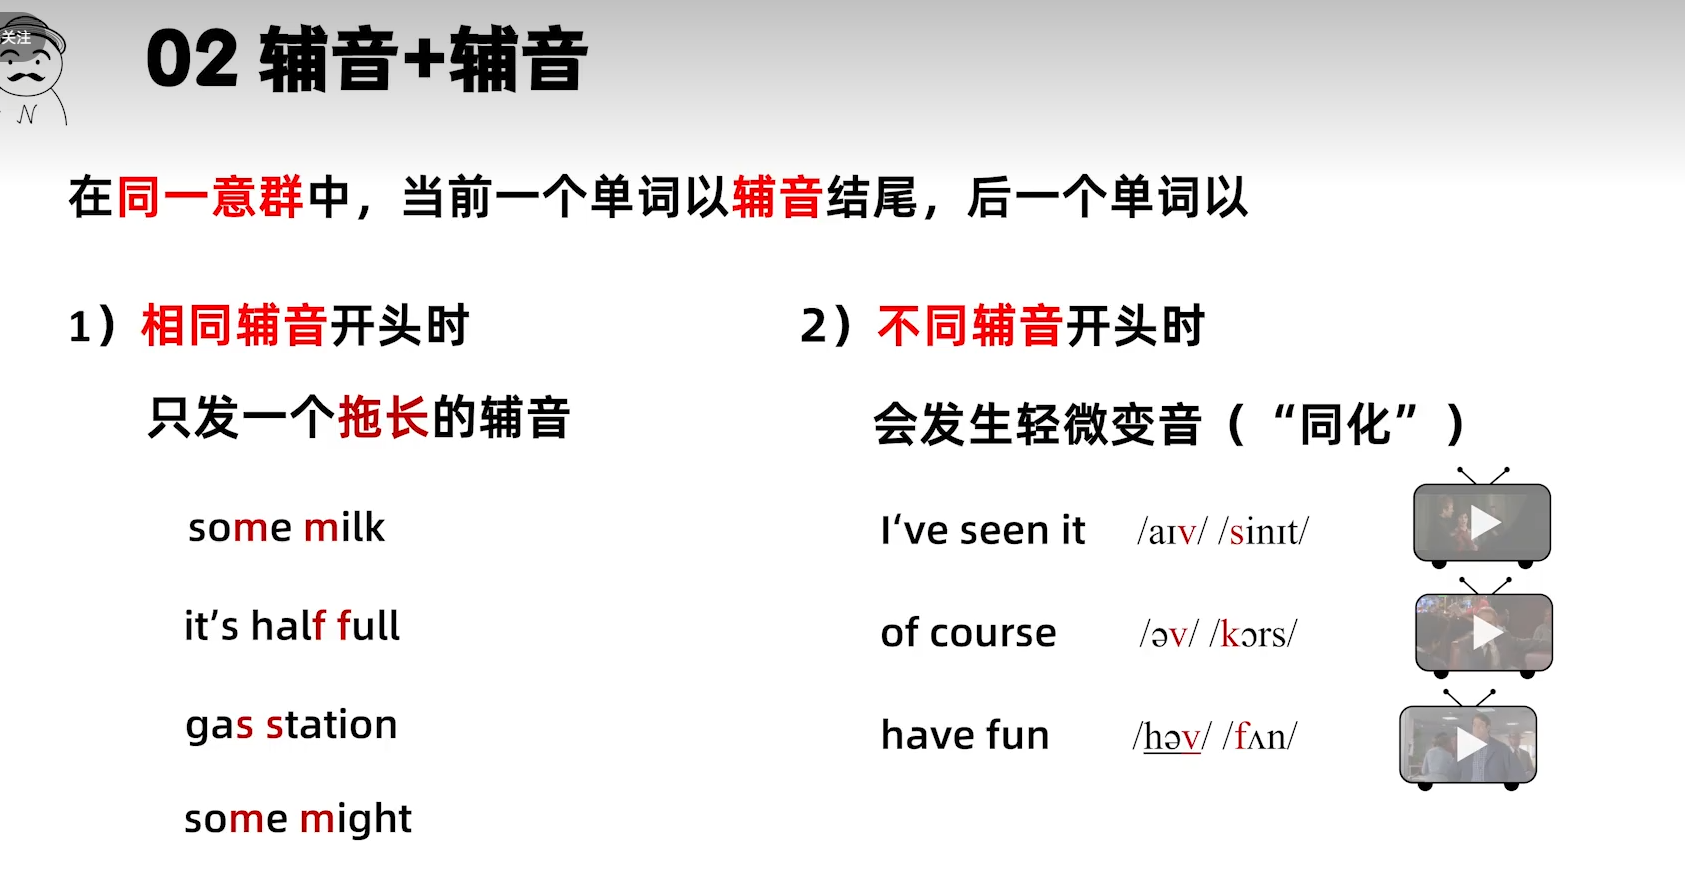 关注
N
02 辅音+辅音
在同一意群中，当前一个单词以辅音结尾，后一个单词以
1）相同辅音开头时
只发一个拖长的辅音
some milk
it’s half full
gas station
some might
2）不同辅音开头时
会发生轻微变音（“同化”）
I‘ve seen it /aɪv/ /sinɪt/
of course /əv/ /kɔrs/
have fun /həv/ /fʌn/